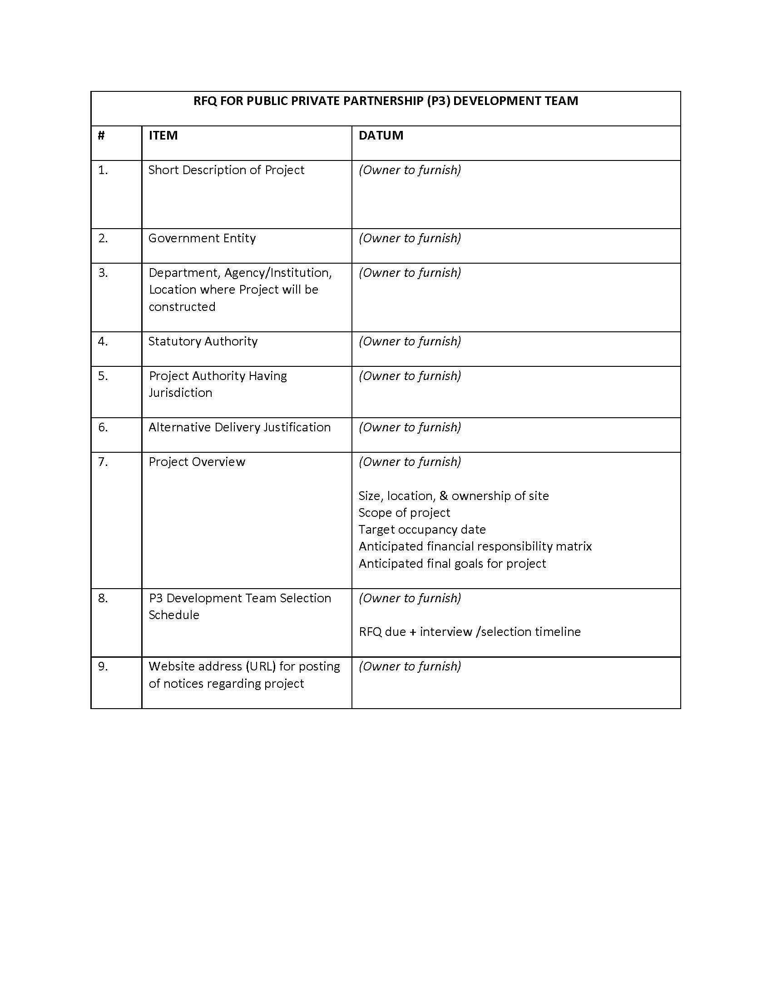 RFQ FOR PUBLIC PRIVATE PARTNERSHIP (P3) DEVELOPMENT TEAM
# ITEM DATUM
1. Short Description of Project (Owner to furnish)
2. Government Entity (Owner to furnish)
3. Department, Agency/Institution, (Owner to furnish)
Location where Project will be
constructed
4. Statutory Authority (Owner to furnish)
5. Project Authority Having (Owner to furnish)
Jurisdiction
6. Alternative Delivery Justification (Owner to furnish)
7. Project Overview (Owner to furnish)
Size, location, & ownership of site
Scope of project
Target occupancy date
Anticipated financial responsibility matrix
Anticipated final goals for project
8. P3 Development Team Selection (Owner to furnish)
Schedule
RFQ due + interview /selection timeline
9. Website address (URL) for posting (Owner to furnish)
of notices regarding project